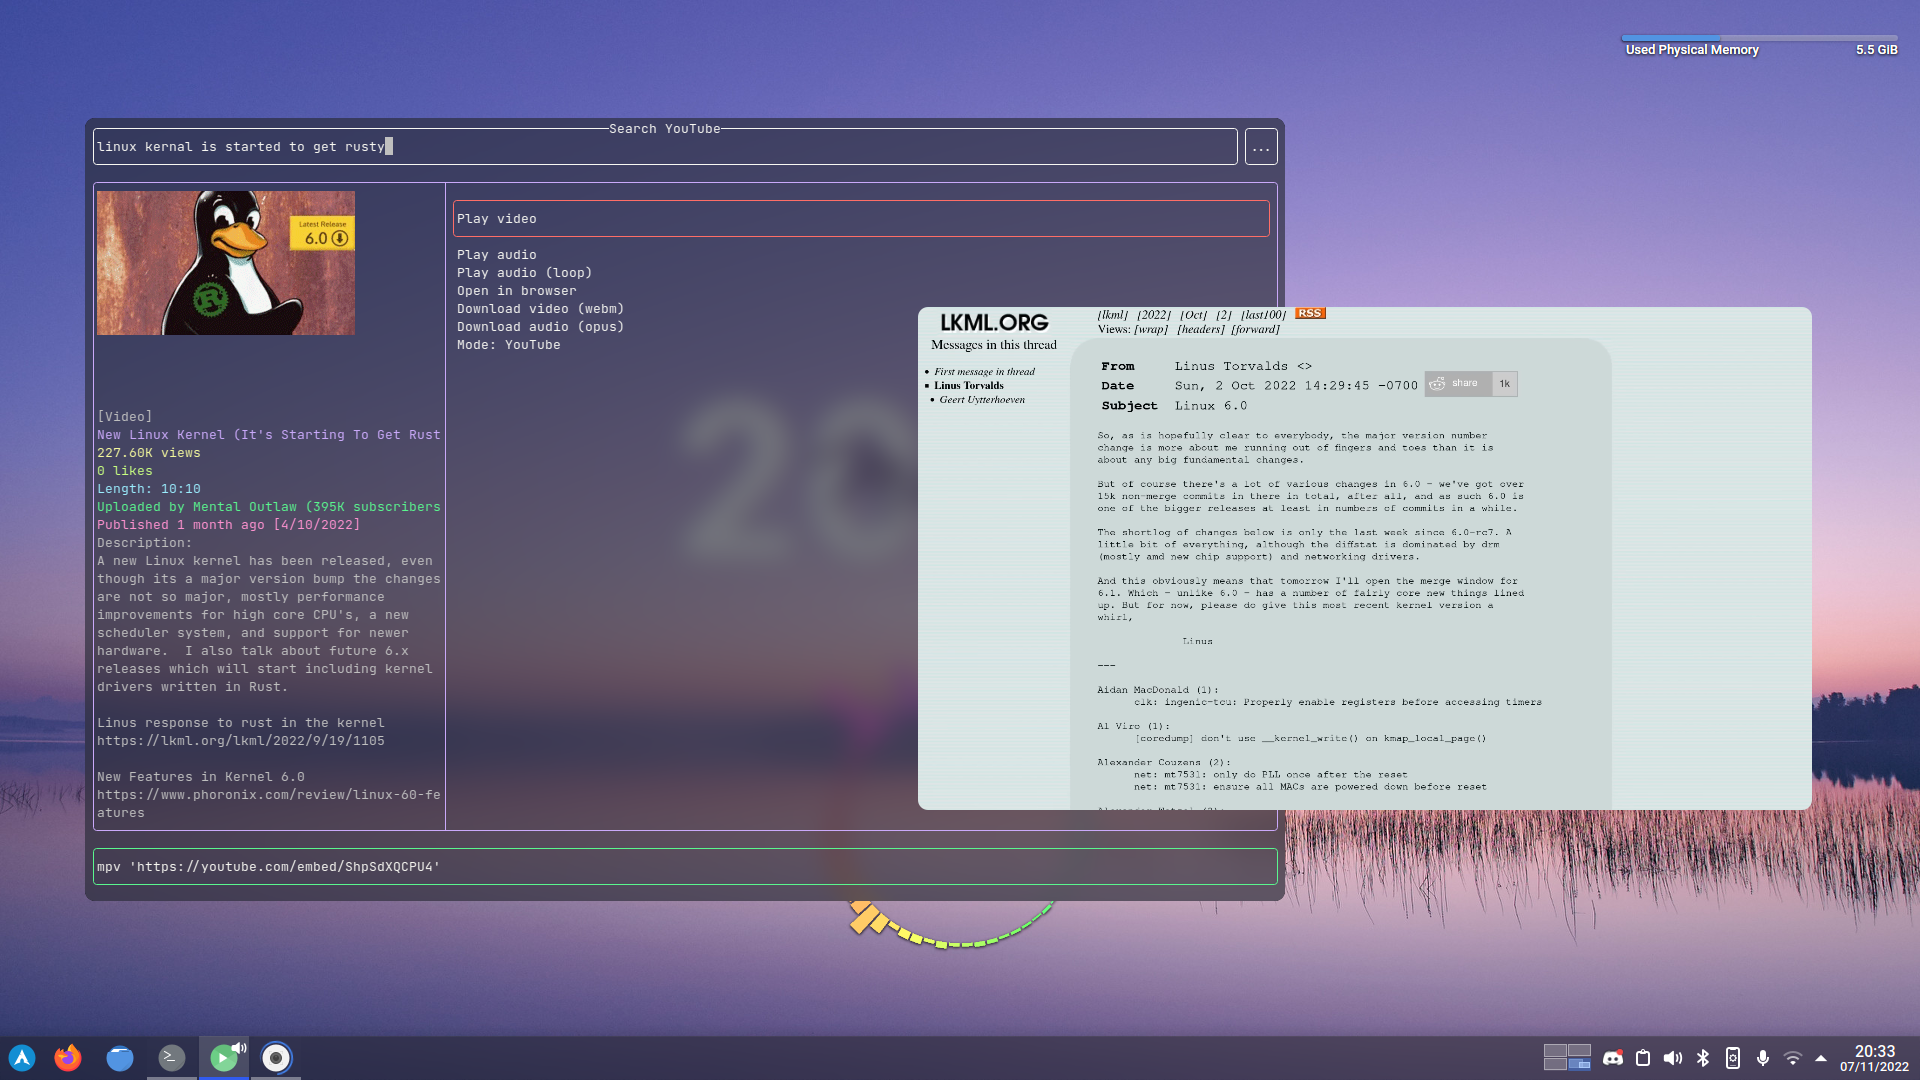 Used Physical Memory 5.5 GiB
Search YouTube
linux kernal is started to get rusty
...
Latest Release
6.0
Play video
Play audio
Play audio (loop)
Open in browser
Download video (webm)
Download audio (opus)
Mode: YouTube
[Video]
New Linux Kernel (It's Starting To Get Rust
227.60K views
0 likes
Length: 10:10
Uploaded by Mental Outlaw (395K subscribers
Published 1 month ago [4/10/2022]
Description:
A new Linux kernel has been released, even
though its a major version bump the changes
are not so major, mostly performance
improvements for high core CPU's, a new
scheduler system, and support for newer
hardware.  I also talk about future 6.x
releases which will start including kernel
drivers written in Rust.
Linus response to rust in the kernel
https://lkml.org/lkml/2022/9/19/1105
New Features in Kernel 6.0
https://www.phoronix.com/review/linux-60-fe
atures
mpv 'https://youtube.com/embed/ShpSdXQCPU4'
20
LKML.ORG
Messages in this thread
First message in thread
Linus Torvalds
Geert Uytterhoeven
[lkml] [2022] [Oct] [2] [last100] RSS
Views: [wrap] [headers] [forward]
From Linus Torvalds <>
Date Sun, 2 Oct 2022 14:29:45 -0700
share 1k
Subject Linux 6.0
So, as is hopefully clear to everybody, the major version number
change is more about me running out of fingers and toes than it is
about any big fundamental changes.
But of course there's a lot of various changes in 6.0 - we've got over
15k non-merge commits in there in total, after all, and as such 6.0 is
one of the bigger releases at least in numbers of commits in a while.
The shortlog of changes below is only the last week since 6.0-rc7. A
little bit of everything, although the diffstat is dominated by drm
(mostly amd new chip support) and networking drivers.
And this obviously means that tomorrow I'll open the merge window for
6.1. Which - unlike 6.0 - has a number of fairly core new things lined
up. But for now, please do give this most recent kernel version a
whirl,
Linus
---
Aidan MacDonald (1):
clk: ingenic-tcu: Properly enable registers before accessing timers
Al Viro (1):
[coredump] don't use __kernel_write() on kmap_local_page()
Alexander Couzens (2):
net: mt7531: only do PLL once after the reset
net: mt7531: ensure all MACs are powered down before reset
20:33
07/11/2022